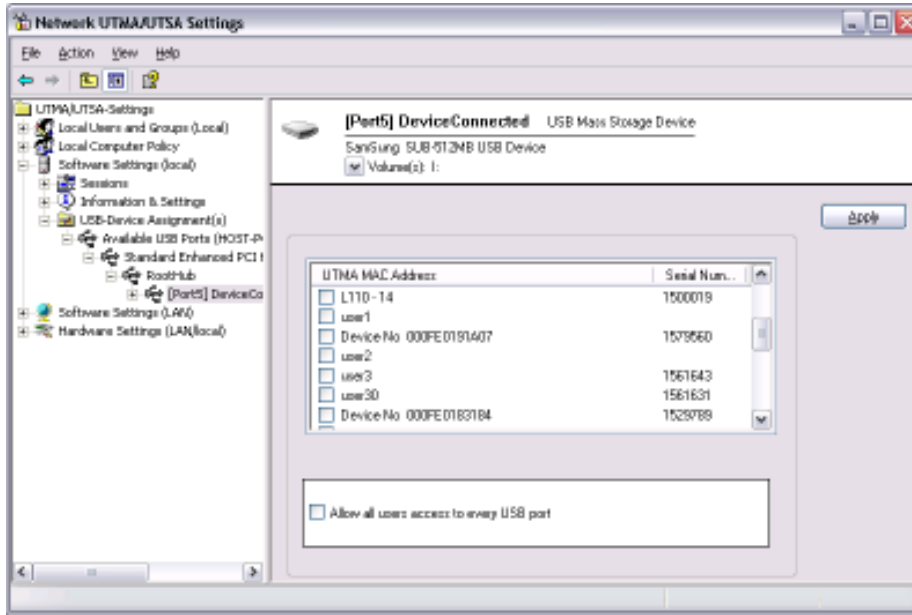 Network UTMA/UTSA Settings
File Action View Help
UTMA/UTSA-Settings
Local Users and Groups (Local)
Local Computer Policy
Software Settings (local)
Sessions
Information & Settings
USB-Device Assignment(s)
Available USB Ports (HOST-P
Standard Enhanced PCI
RootHub
[Port5] DeviceCo
Software Settings (LAN)
Hardware Settings (LAN/local)
[Port5] DeviceConnected USB Mass Storage Device
SanSung SUB-512MB USB Device
Volume(s): I:
Apply
UTMA MAC Address Serial Num...
L110-14 1500019
user1
Device No 000FE0191A07 1579560
user2
user3 1561643
user30 1561631
Device No 000FE0183184 1529789
Allow all users access to every USB port